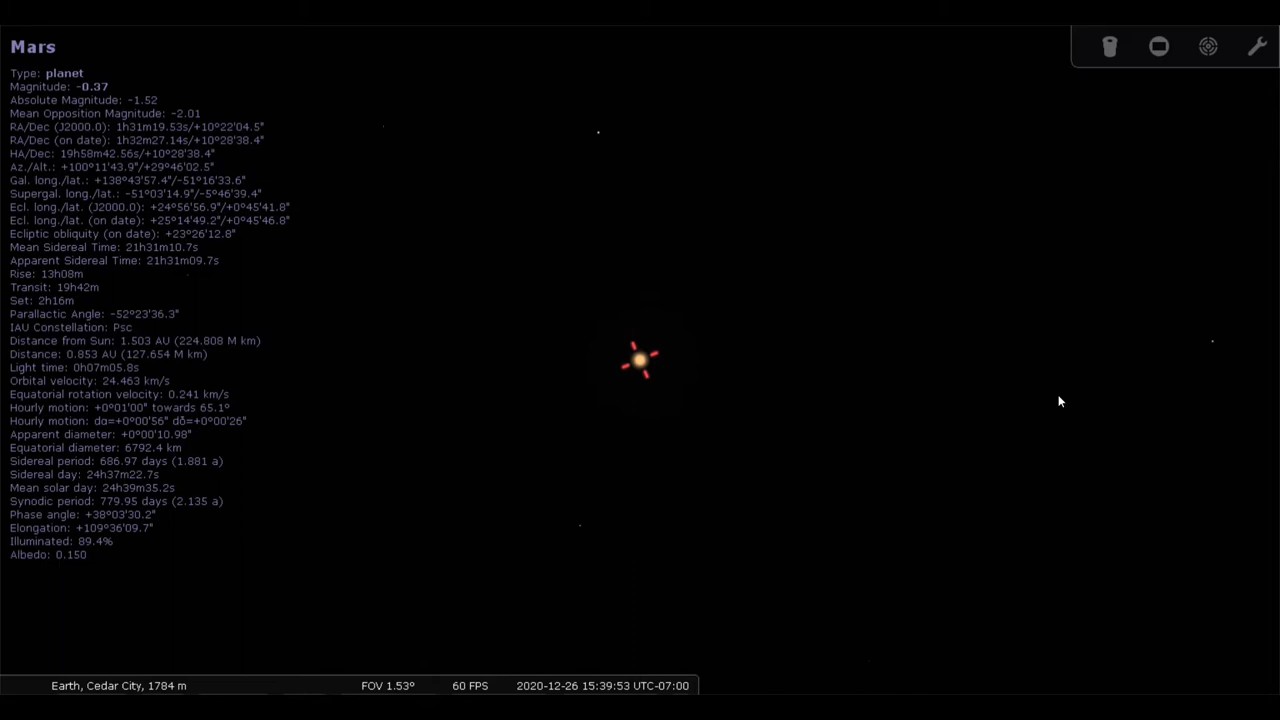 Mars
Type: planet
Magnitude: -0.37
Absolute Magnitude: -1.52
Mean Opposition Magnitude: -2.01
RA/Dec (J2000.0): 1h31m19.53s/+10°22'04.5"
RA/Dec (on date): 1h32m27.14s/+10°28'38.4"
HA/Dec: 19h58m42.56s/+10°28'38.4"
Az./Alt.: +100°11'43.9"/+29°46'02.5"
Gal. long./lat.: +138°43'57.4"/-51°16'33.6"
Supergal. long./lat.: -51°03'14.9"/-5°46'39.4"
Ecl. long./lat. (J2000.0): +24°56'56.9"/+0°45'41.8"
Ecl. long./lat. (on date): +25°14'49.2"/+0°45'46.8"
Ecliptic obliquity (on date): +23°26'12.8"
Mean Sidereal Time: 21h31m10.7s
Apparent Sidereal Time: 21h31m09.7s
Rise: 13h08m
Transit: 19h42m
Set: 2h16m
Parallactic Angle: -52°23'36.3"
IAU Constellation: Psc
Distance from Sun: 1.503 AU (224.808 M km)
Distance: 0.853 AU (127.654 M km)
Light time: 0h07m05.8s
Orbital velocity: 24.463 km/s
Equatorial rotation velocity: 0.241 km/s
Hourly motion: +0°01'00" towards 65.1°
Hourly motion: dα=+0°00'56" dδ=+0°00'26"
Apparent diameter: +0°00'10.98"
Equatorial diameter: 6792.4 km
Sidereal period: 686.97 days (1.881 a)
Sidereal day: 24h37m22.7s
Mean solar day: 24h39m35.2s
Synodic period: 779.95 days (2.135 a)
Phase angle: +38°03'30.2"
Elongation: +109°36'09.7"
Illuminated: 89.4%
Albedo: 0.150
Earth, Cedar City, 1784 m FOV 1.53° 60 FPS 2020-12-26 15:39:53 UTC-07:00